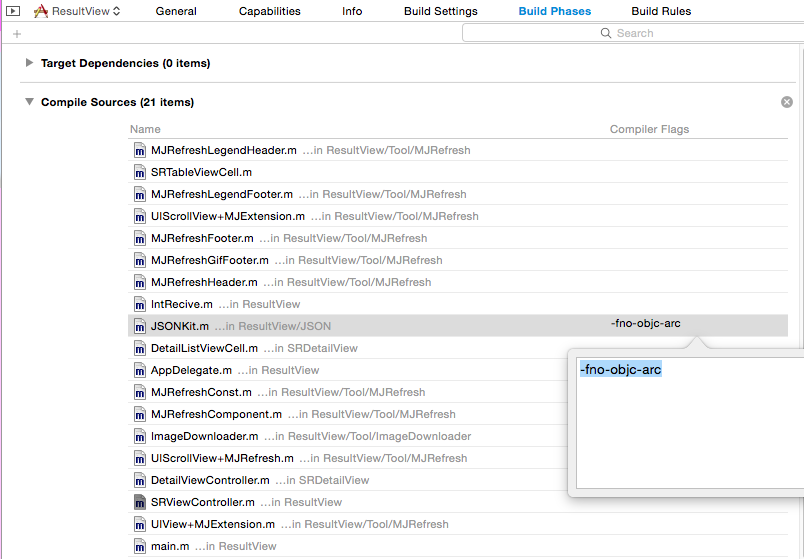 ResultView General Capabilities Info Build Settings Build Phases Build Rules
+ Search
Target Dependencies (0 items)
Compile Sources (21 items)
Name Compiler Flags
m MJRefreshLegendHeader.m ...in ResultView/Tool/MJRefresh
m SRTableViewCell.m
m MJRefreshLegendFooter.m ...in ResultView/Tool/MJRefresh
m UIScrollView+MJExtension.m ...in ResultView/Tool/MJRefresh
m MJRefreshFooter.m ...in ResultView/Tool/MJRefresh
m MJRefreshGifFooter.m ...in ResultView/Tool/MJRefresh
m MJRefreshHeader.m ...in ResultView/Tool/MJRefresh
m IntRecive.m ...in ResultView
m JSONKit.m ...in ResultView/JSON -fno-objc-arc
m DetailListViewCell.m ...in SRDetailView
-fno-objc-arc
m AppDelegate.m ...in ResultView
m MJRefreshConst.m ...in ResultView/Tool/MJRefresh
m MJRefreshComponent.m ...in ResultView/Tool/MJRefresh
m ImageDownloader.m ...in ResultView/Tool/ImageDownloader
m UIScrollView+MJRefresh.m ...in ResultView/Tool/MJRefresh
m DetailViewController.m ...in SRDetailView
m SRViewController.m ...in ResultView
m UIView+MJExtension.m ...in ResultView/Tool/MJRefresh
m main.m ...in ResultView